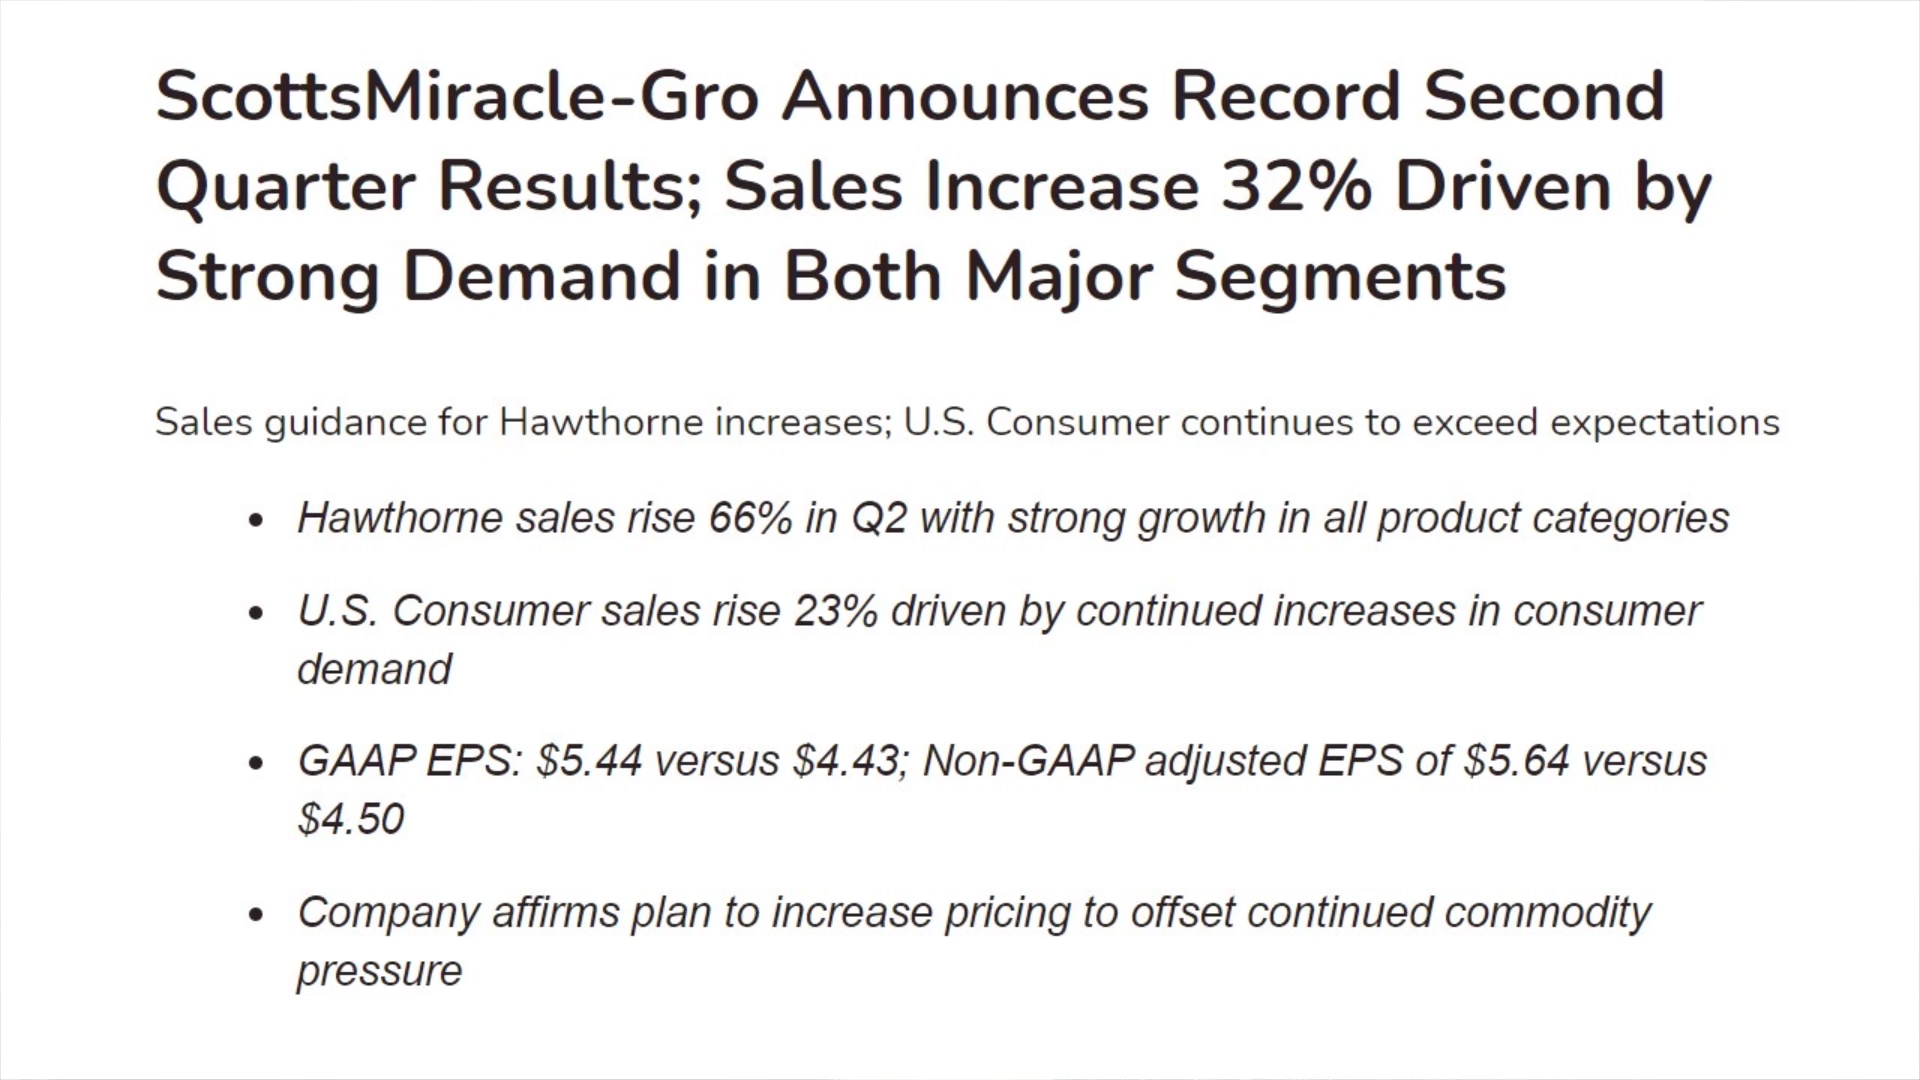 ScottsMiracle-Gro Announces Record Second
Quarter Results; Sales Increase 32% Driven by
Strong Demand in Both Major Segments
Sales guidance for Hawthorne increases; U.S. Consumer continues to exceed expectations
• Hawthorne sales rise 66% in Q2 with strong growth in all product categories
• U.S. Consumer sales rise 23% driven by continued increases in consumer
demand
• GAAP EPS: $5.44 versus $4.43; Non-GAAP adjusted EPS of $5.64 versus
$4.50
• Company affirms plan to increase pricing to offset continued commodity
pressure